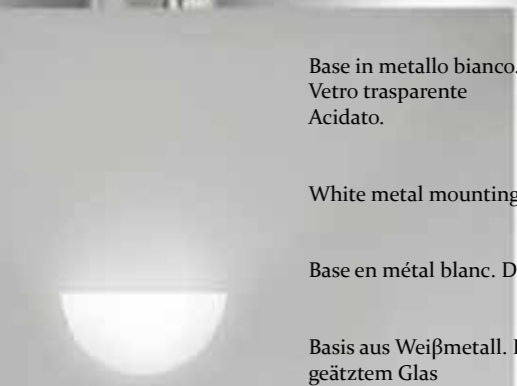 Base in metallo bianco.
Vetro trasparente
Acidato.
White metal mounting
Base en métal blanc. D
Basis aus Weiβmetall.
geätztem Glas